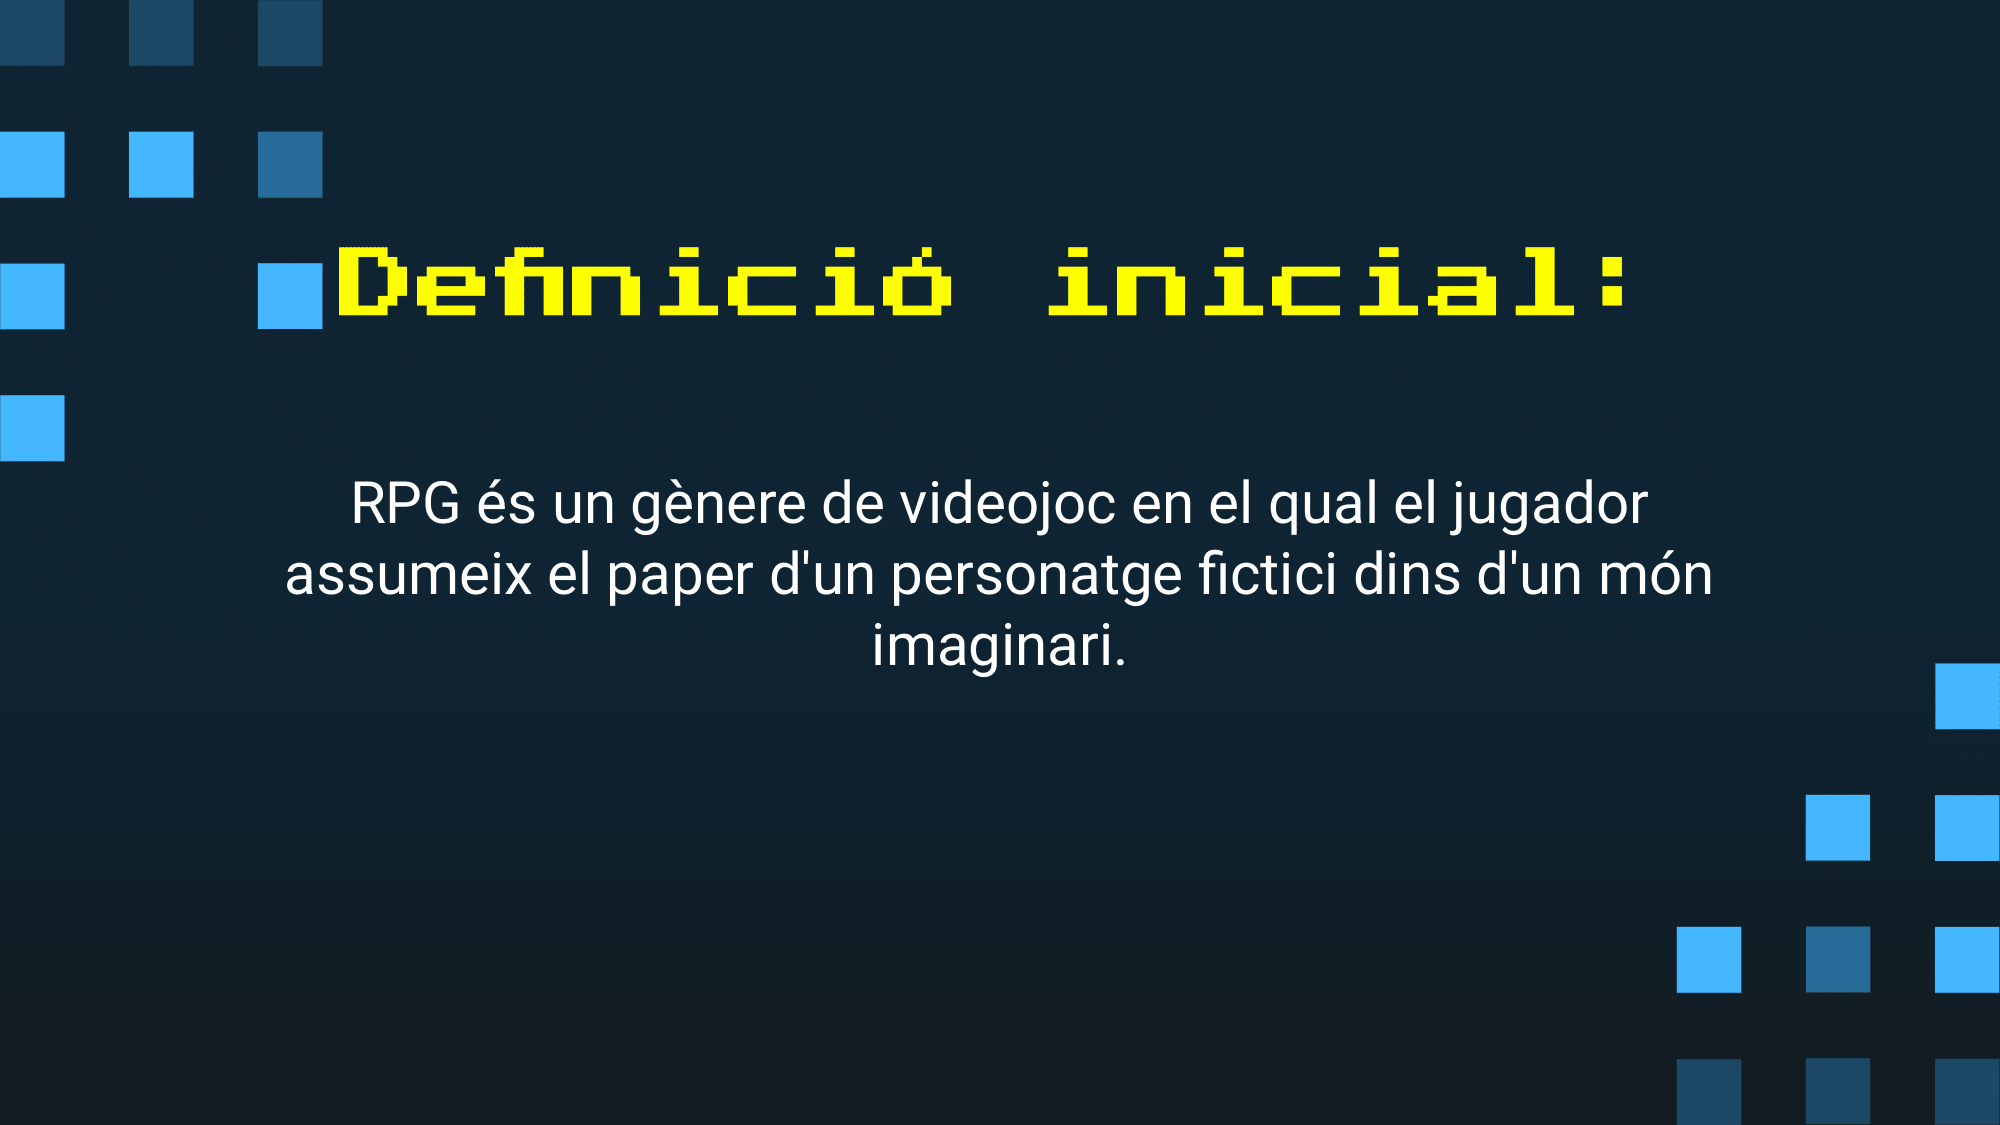 Definició inicial:
RPG és un gènere de videojoc en el qual el jugador
assumeix el paper d'un personatge fictici dins d'un món
imaginari.